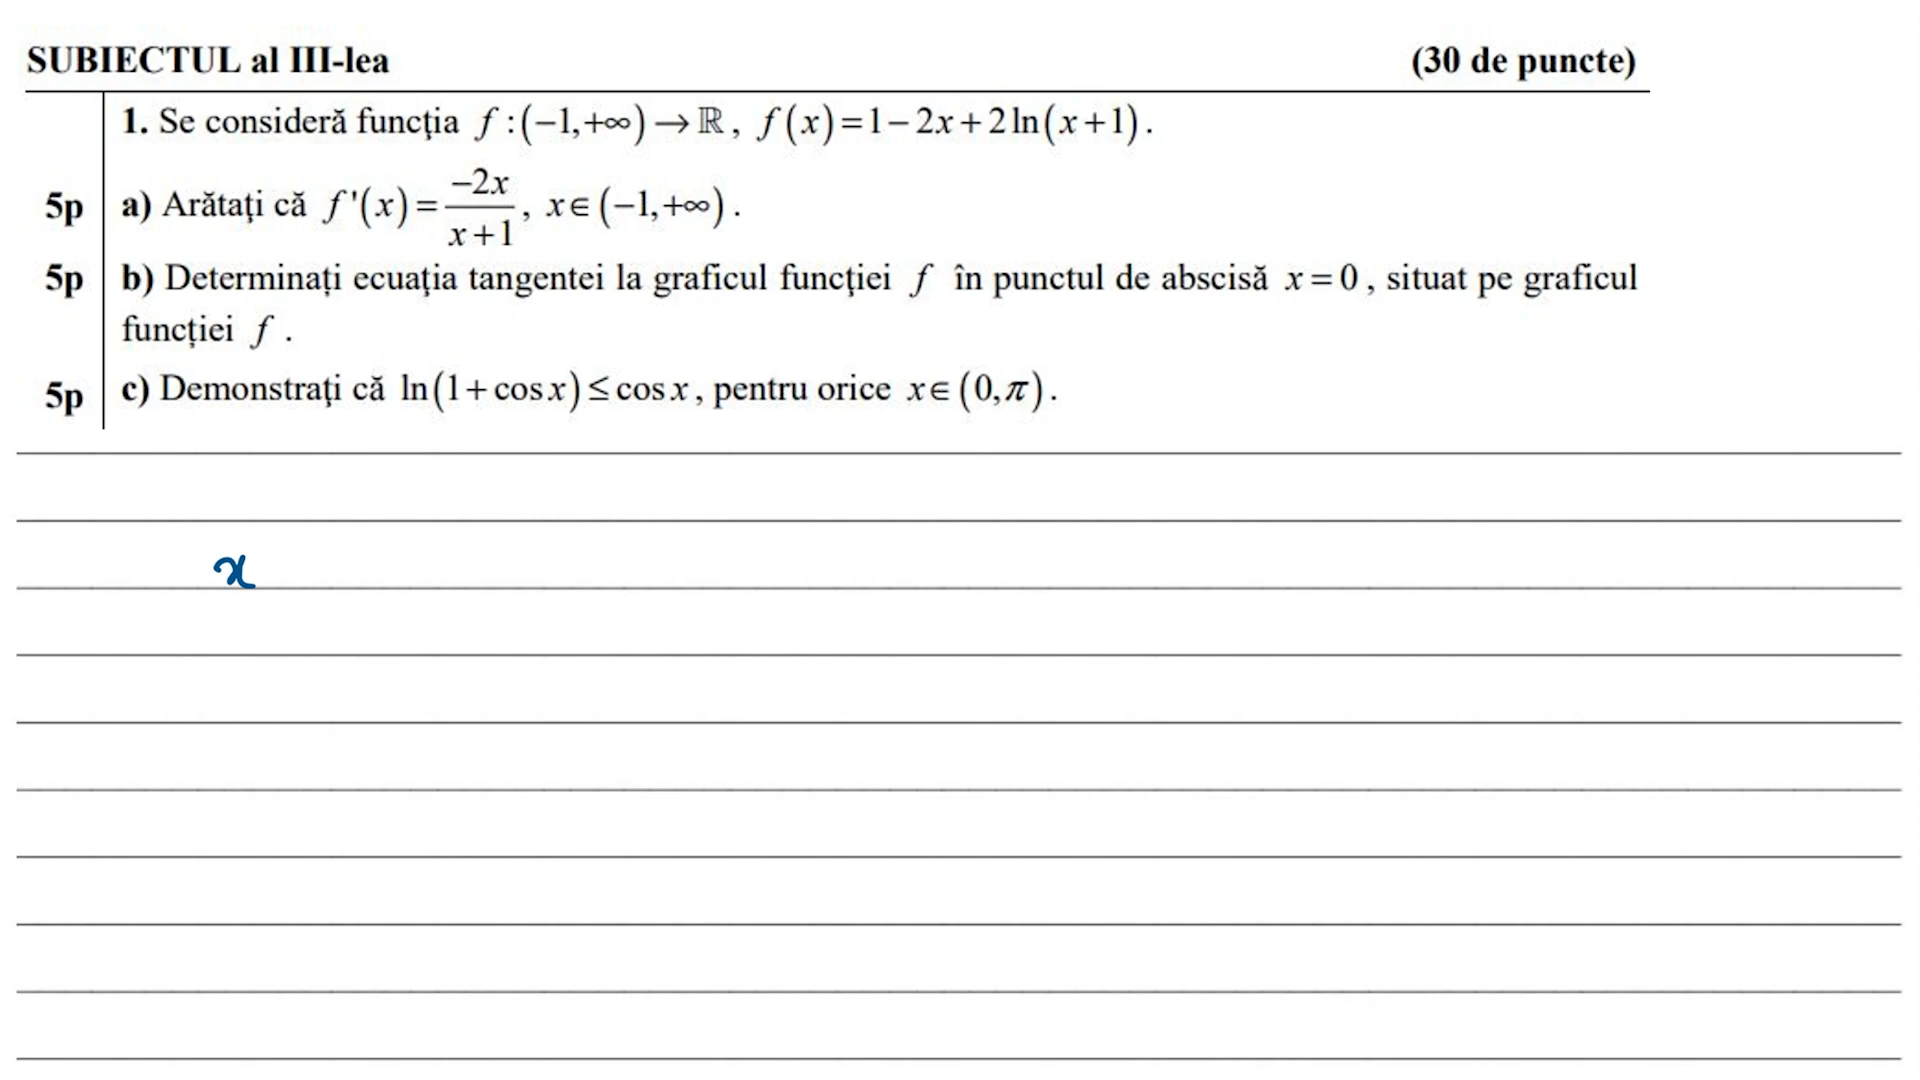 SUBIECTUL al III-lea (30 de puncte)
1. Se consideră funcția f :(−1,+∞)→ℝ, f(x)=1−2x+2ln(x+1).
5p a) Arătați că f'(x)=−2x/x+1, x∈(−1,+∞).
5p b) Determinați ecuația tangentei la graficul funcției f în punctul de abscisă x=0, situat pe graficul
funcției f .
5p c) Demonstrați că ln(1+cosx)≤cosx, pentru orice x∈(0,π).
x